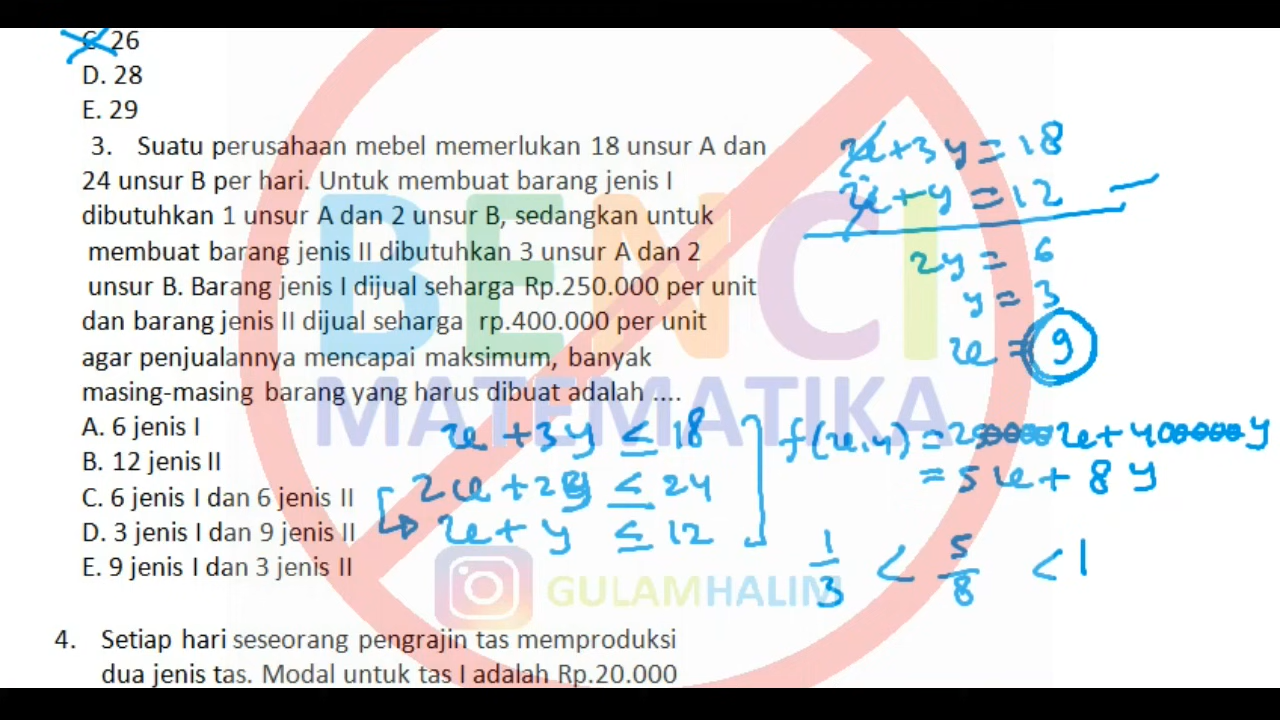 C. 26
D. 28
E. 29
3. Suatu perusahaan mebel memerlukan 18 unsur A dan
24 unsur B per hari. Untuk membuat barang jenis I
dibutuhkan 1 unsur A dan 2 unsur B, sedangkan untuk
membuat barang jenis II dibutuhkan 3 unsur A dan 2
unsur B. Barang jenis I dijual seharga Rp.250.000 per unit
dan barang jenis II dijual seharga rp.400.000 per unit
agar penjualannya mencapai maksimum, banyak
masing-masing barang yang harus dibuat adalah ....
A. 6 jenis I
B. 12 jenis II
C. 6 jenis I dan 6 jenis II
D. 3 jenis I dan 9 jenis II
E. 9 jenis I dan 3 jenis II
x + 3y ≤ 18
2x + 2y ≤ 24
x + y ≤ 12
x + 3y = 18
x + y = 12
2y = 6
y = 3
x = 9
f(x,y) = 250000x + 400000y
= 5x + 8y
1/3 < 5/8 < 1
BENCI
MATEMATIKA
GULAMHALIM
4. Setiap hari seseorang pengrajin tas memproduksi
dua jenis tas. Modal untuk tas I adalah Rp.20.000